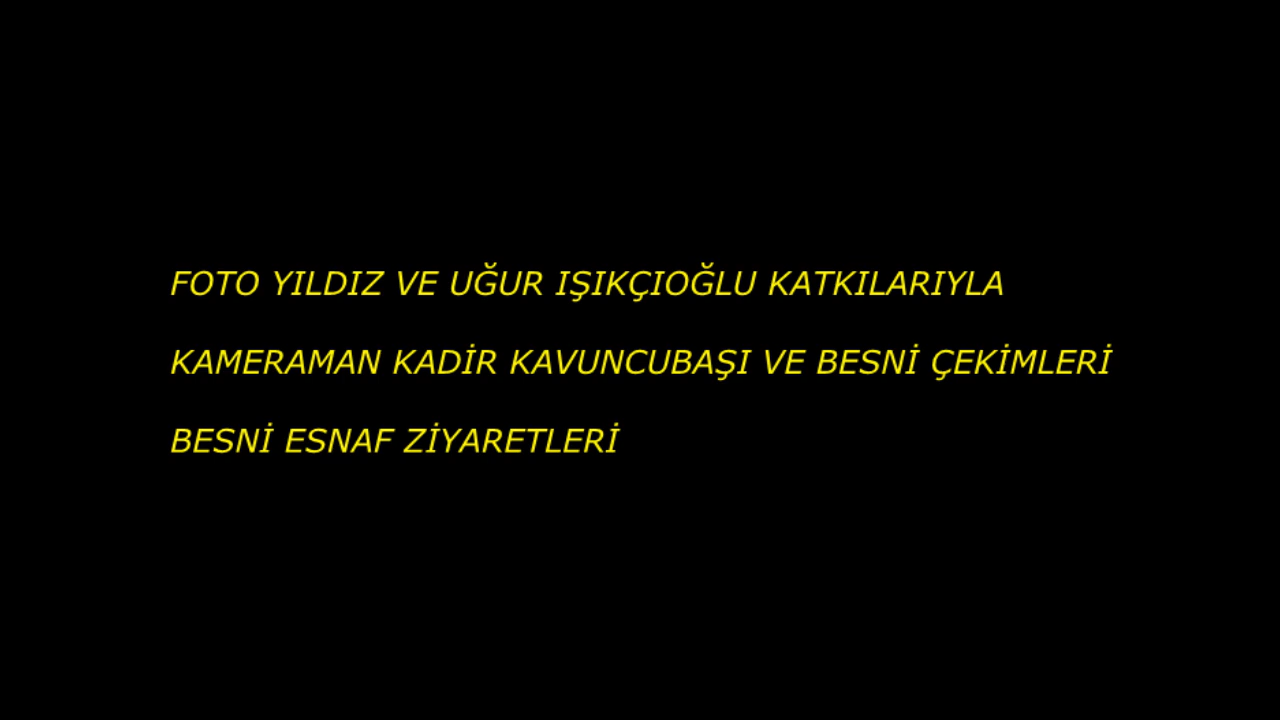 FOTO YILDIZ VE UĞUR IŞIKÇIOĞLU KATKILARIYLA
KAMERAMAN KADİR KAVUNCUBAŞI VE BESNİ ÇEKİMLERİ
BESNİ ESNAF ZİYARETLERİ